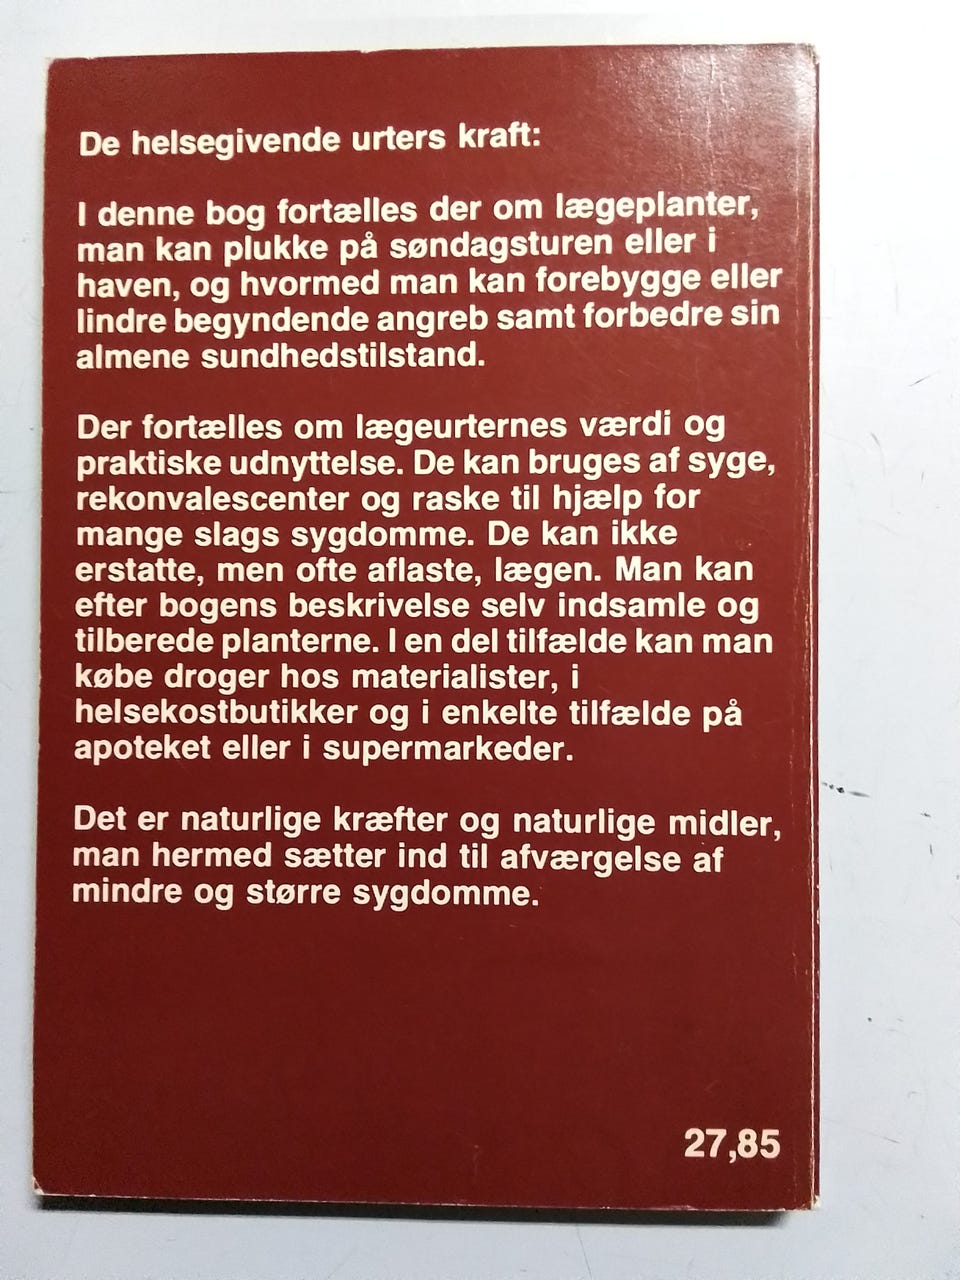 De helsegivende urters kraft:
I denne bog fortælles der om lægeplanter,
man kan plukke på søndagsturen eller i
haven, og hvormed man kan forebygge eller
lindre begyndende angreb samt forbedre sin
almene sundhedstilstand.
Der fortælles om lægeurternes værdi og
praktiske udnyttelse. De kan bruges af syge,
rekonvalescenter og raske til hjælp for
mange slags sygdomme. De kan ikke
erstatte, men ofte aflaste, lægen. Man kan
efter bogens beskrivelse selv indsamle og
tilberede planterne. I en del tilfælde kan man
købe droger hos materialister, i
helsekostbutikker og i enkelte tilfælde på
apoteket eller i supermarkeder.
Det er naturlige kræfter og naturlige midler,
man hermed sætter ind til afværgelse af
mindre og større sygdomme.
27,85